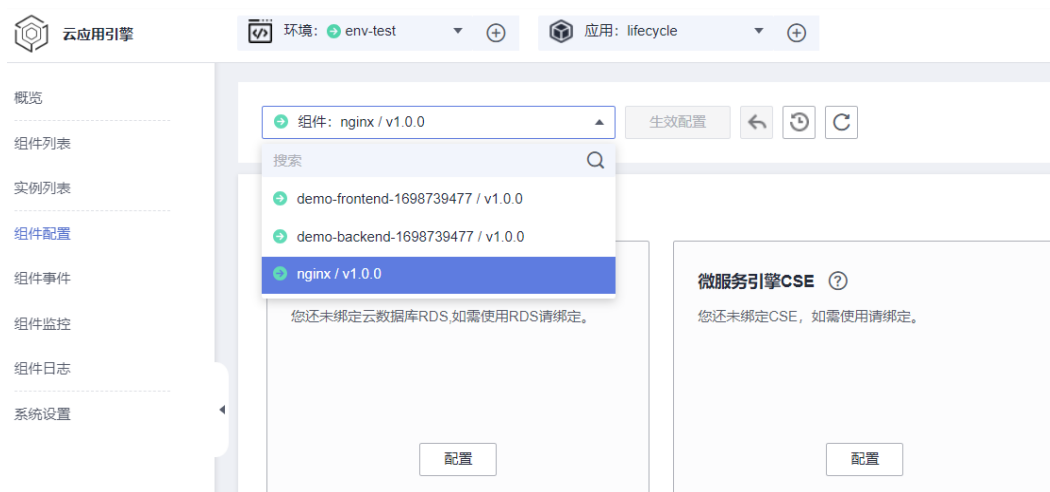 云应用引擎
环境： env-test
应用：lifecycle
概览
组件列表
实例列表
组件配置
组件事件
组件监控
组件日志
系统设置
组件：nginx / v1.0.0
生效配置
搜索
demo-frontend-1698739477 / v1.0.0
demo-backend-1698739477 / v1.0.0
nginx / v1.0.0
您还未绑定云数据库RDS,如需使用RDS请绑定。
配置
微服务引擎CSE
您还未绑定CSE，如需使用请绑定。
配置